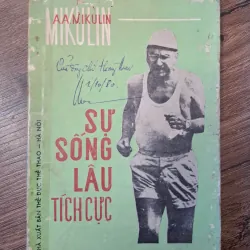 A.A.MIKULIN
MIKULIN
SỰ
SỐNG
LÂU
TÍCH CỰC
NHÀ XUẤT BẢN THỂ DỤC THỂ THAO – HÀ NỘI